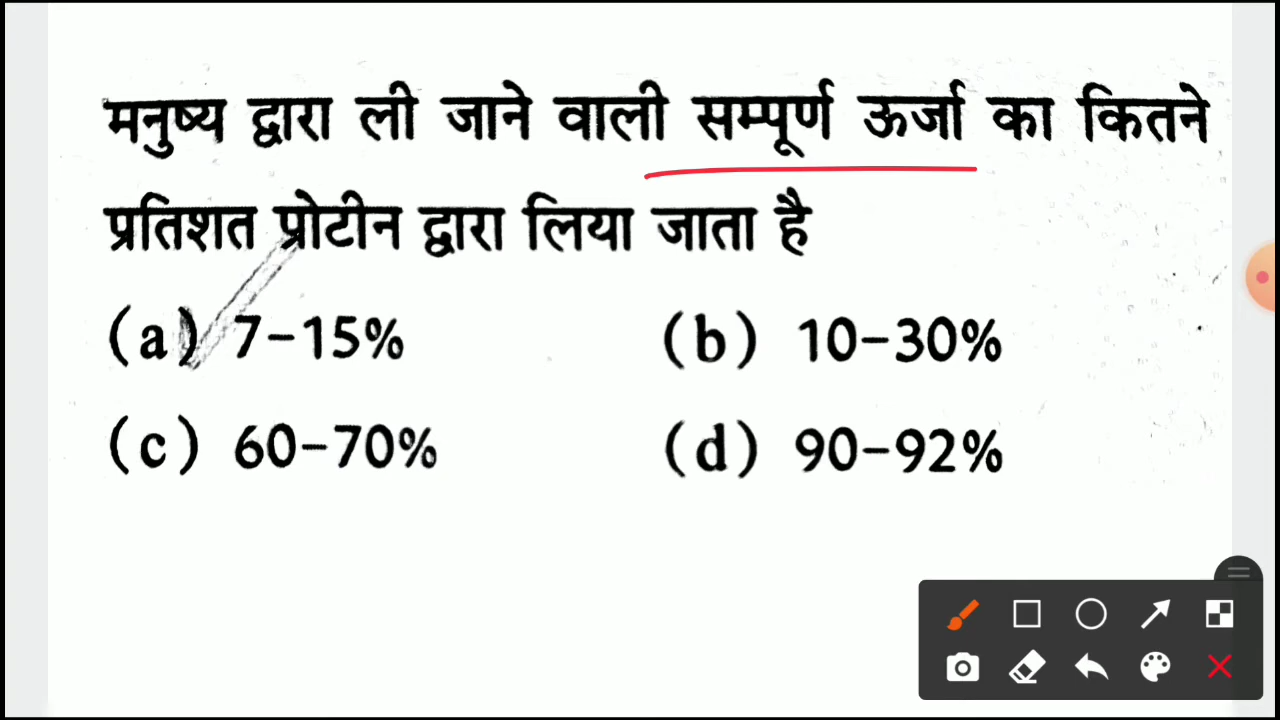 मनुष्य द्वारा ली जाने वाली सम्पूर्ण ऊर्जा का कितने
प्रतिशत प्रोटीन द्वारा लिया जाता है
(a) 7-15% (b) 10-30%
(c) 60-70% (d) 90-92%